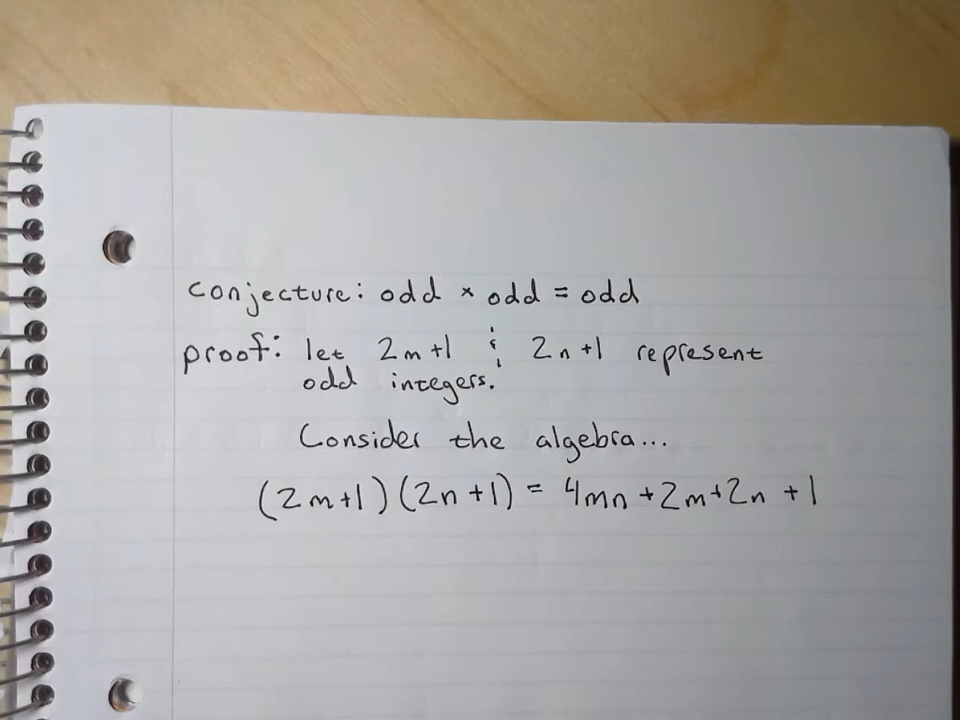 conjecture: odd × odd = odd
proof: let 2m+1 & 2n+1 represent
odd integers.
Consider the algebra...
(2m+1)(2n+1) = 4mn+2m+2n+1